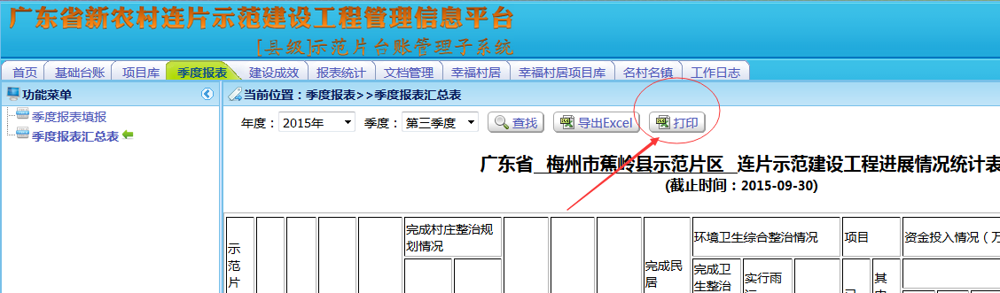 广东省新农村连片示范建设工程管理信息平台
[县级]示范片台账管理子系统
首页 基础台账 项目库 季度报表 建设成效 报表统计 文档管理 幸福村居 幸福村居项目库 名村名镇 工作日志
功能菜单
季度报表填报
季度报表汇总表
当前位置：季度报表>>季度报表汇总表
年度：2015年 季度：第三季度 查找 导出Excel 打印
广东省 梅州市蕉岭县示范片区 连片示范建设工程进展情况统计表
(截止时间：2015-09-30)
示
范
片
完成村庄整治规
划情况
完成民
居
环境卫生综合整治情况
完成卫
生整治
实行雨
项目
其
资金投入情况（万